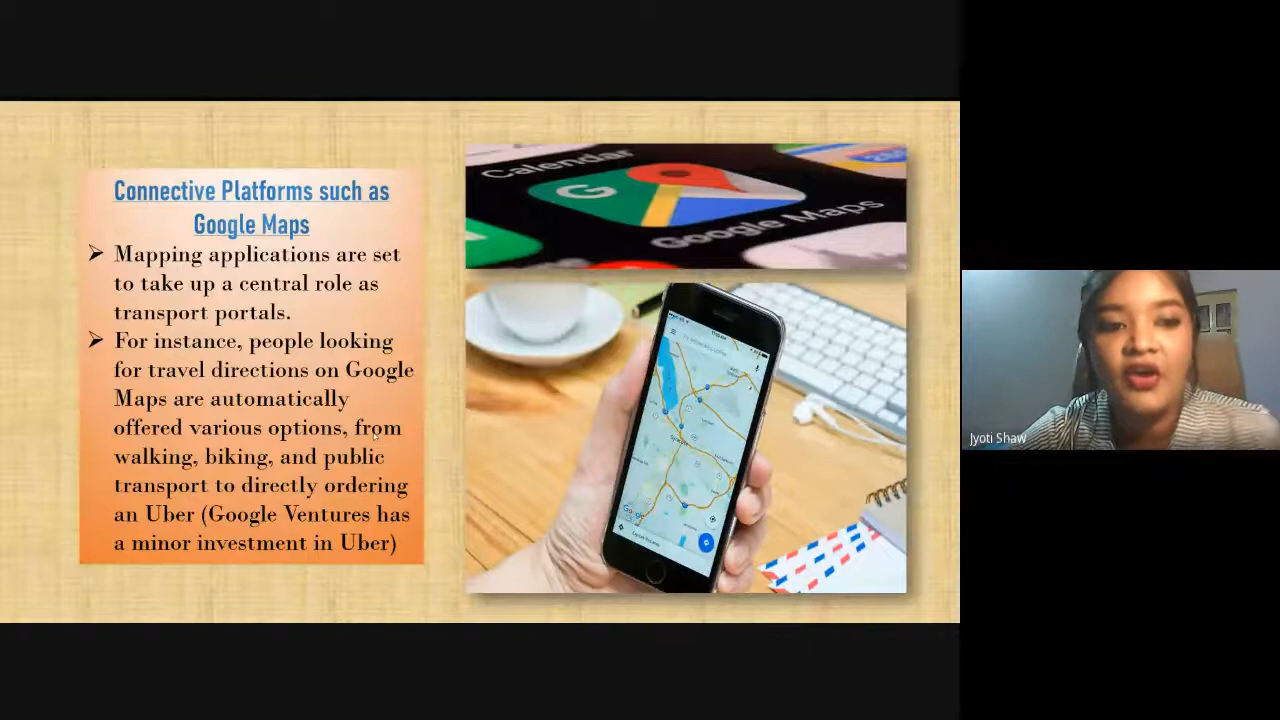 Connective Platforms such as
Google Maps
➢ Mapping applications are set
to take up a central role as
transport portals.
➢ For instance, people looking
for travel directions on Google
Maps are automatically
offered various options, from
walking, biking, and public
transport to directly ordering
an Uber (Google Ventures has
a minor investment in Uber)
Calendar
G
280
Google Maps
Google
Jyoti Shaw